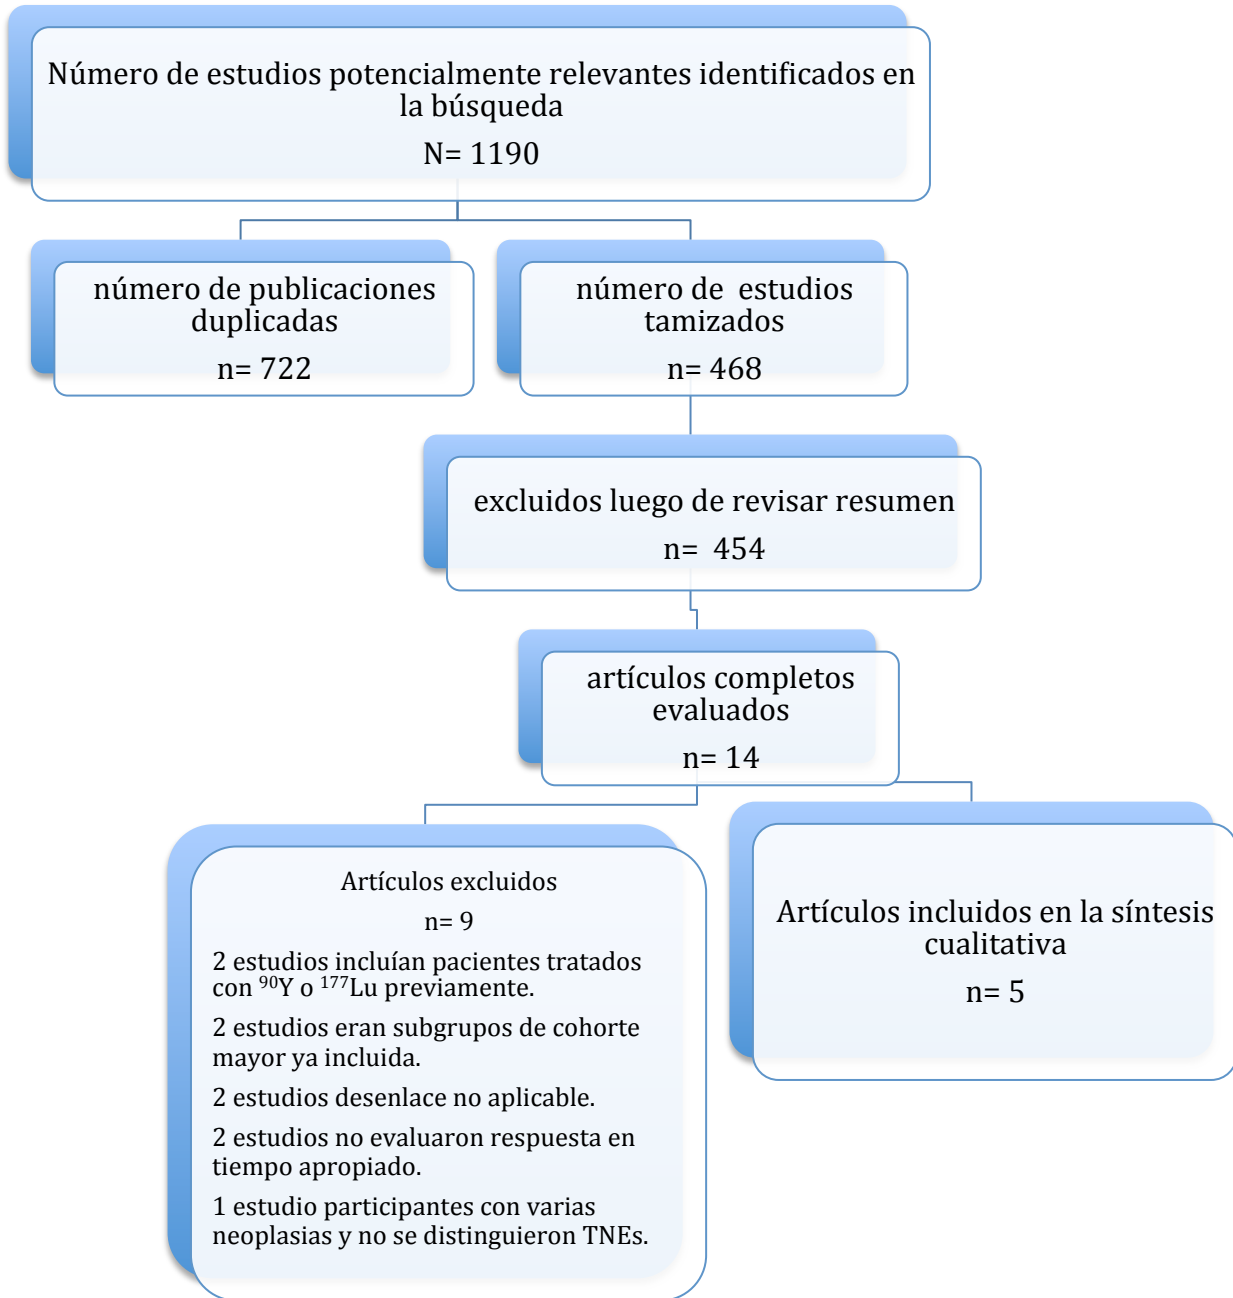 Número de estudios potencialmente relevantes identificados en
la búsqueda
N= 1190
número de publicaciones
duplicadas
n= 722
número de  estudios
tamizados
n= 468
excluidos luego de revisar resumen
n=  454
artículos completos
evaluados
n= 14
Artículos excluidos
n= 9
2 estudios incluían pacientes tratados
con ⁹⁰Y o ¹⁷⁷Lu previamente.
2 estudios eran subgrupos de cohorte
mayor ya incluida.
2 estudios desenlace no aplicable.
2 estudios no evaluaron respuesta en
tiempo apropiado.
1 estudio participantes con varias
neoplasias y no se distinguieron TNEs.
Artículos incluidos en la síntesis
cualitativa
n= 5